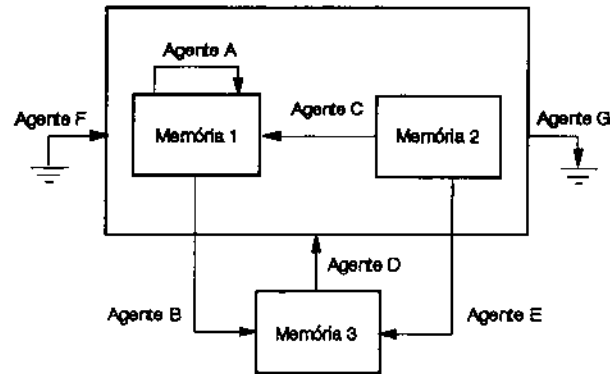 Agente A
Agente F
Agente C
Agente G
Memória 1
Memória 2
Agente D
Agente B
Agente E
Memória 3